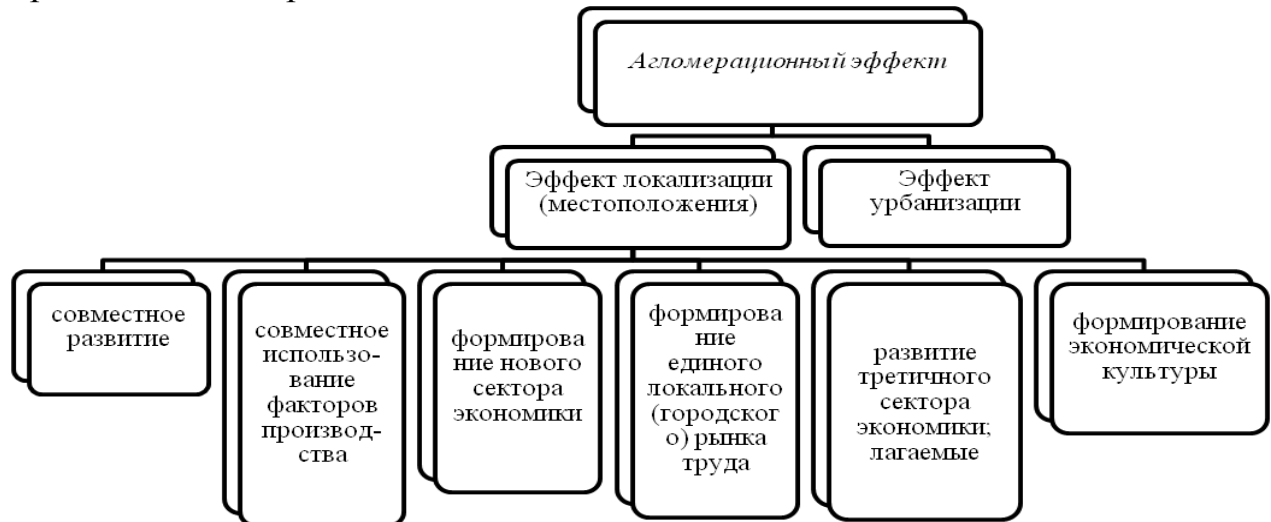 Агломерационный эффект
Эффект локализации
(местоположения)
Эффект
урбанизации
совместное
развитие
совместное
использо-
вание
факторов
производ-
ства
формирова
ние нового
сектора
экономики
формирова
ние
единого
локального
(городског
о) рынка
труда
развитие
третичного
сектора
экономики;
лагаемые
формирование
экономической
культуры